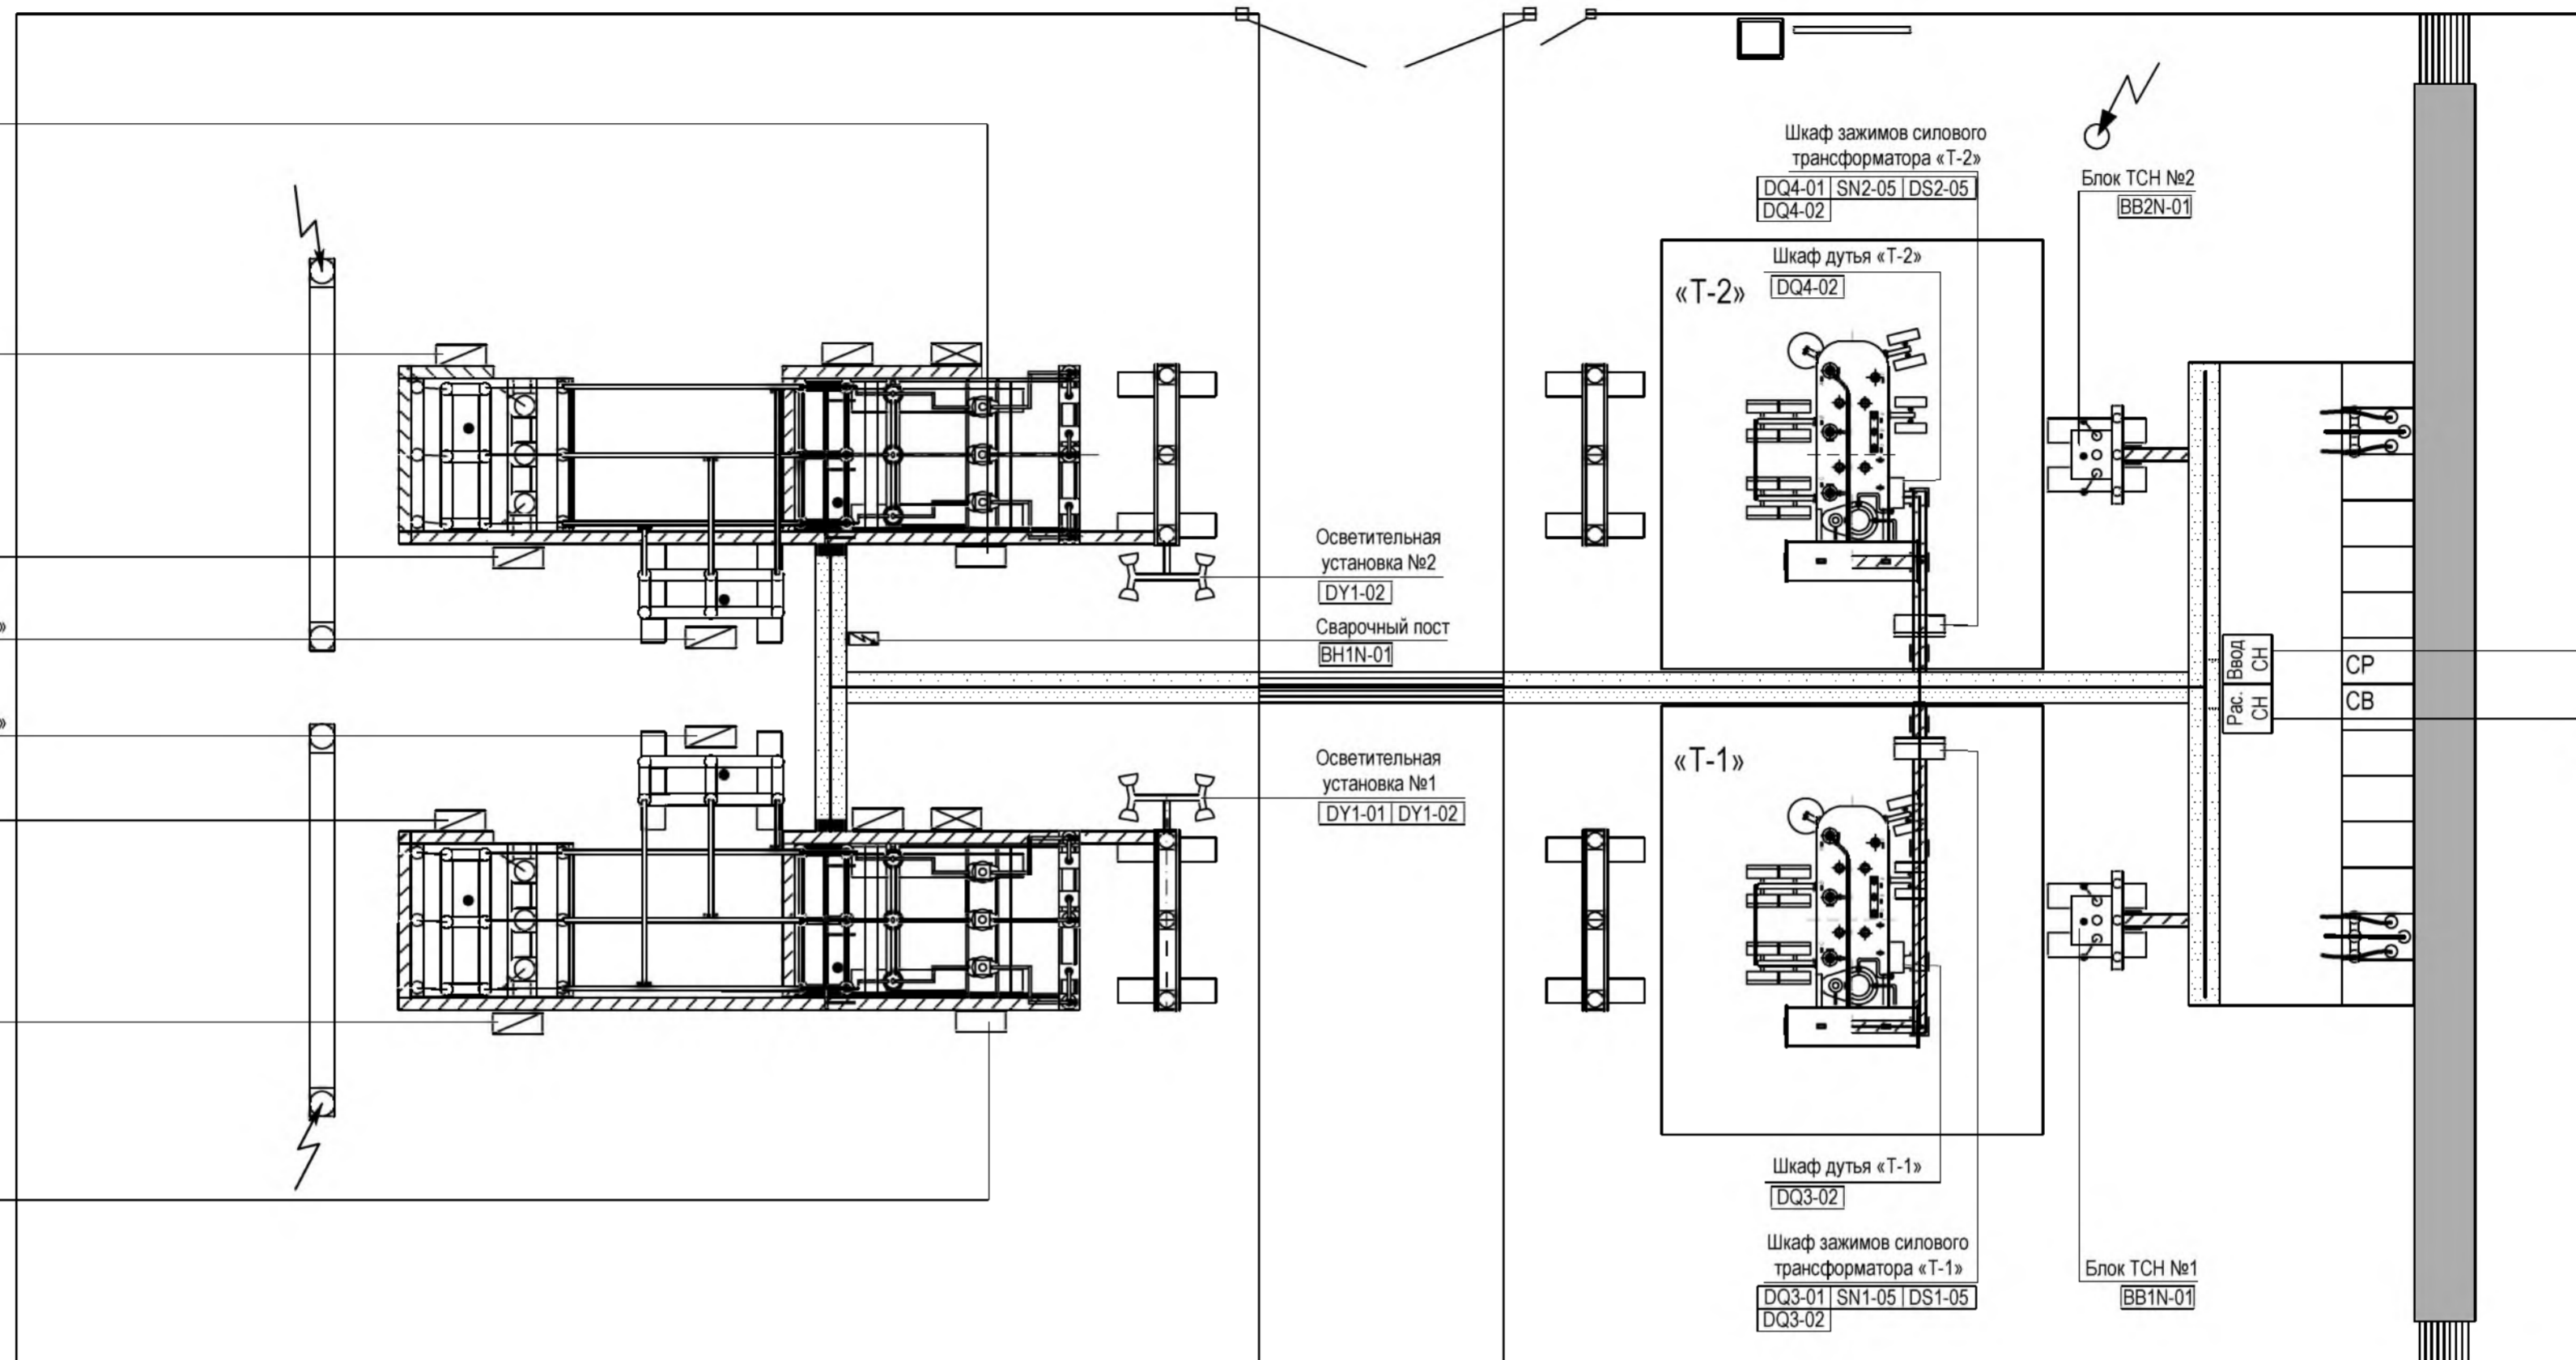 Шкаф зажимов силового
трансформатора «Т-2»
DQ4-01 SN2-05 DS2-05
DQ4-02
Блок ТСН №2
BB2N-01
Шкаф дутья «Т-2»
DQ4-02
«Т-2»
Осветительная
установка №2
DY1-02
Сварочный пост
BH1N-01
»
»
Ввод
СН
Рас.
СН
СР
СВ
Осветительная
установка №1
DY1-01 DY1-02
«Т-1»
Шкаф дутья «Т-1»
DQ3-02
Шкаф зажимов силового
трансформатора «Т-1»
DQ3-01 SN1-05 DS1-05
DQ3-02
Блок ТСН №1
BB1N-01